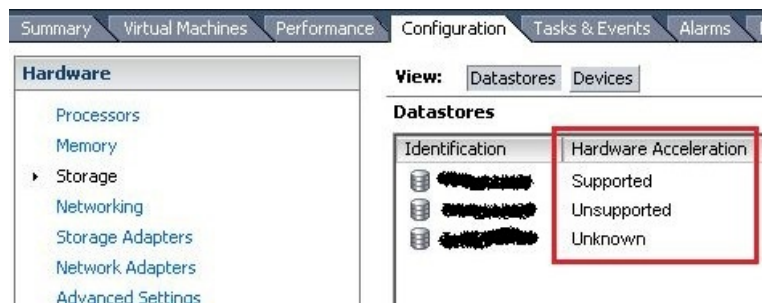 Summary Virtual Machines Performance Configuration Tasks & Events Alarms
Hardware
Processors
Memory
Storage
Networking
Storage Adapters
Network Adapters
Advanced Settings
View: Datastores Devices
Datastores
Identification Hardware Acceleration
Supported
Unsupported
Unknown